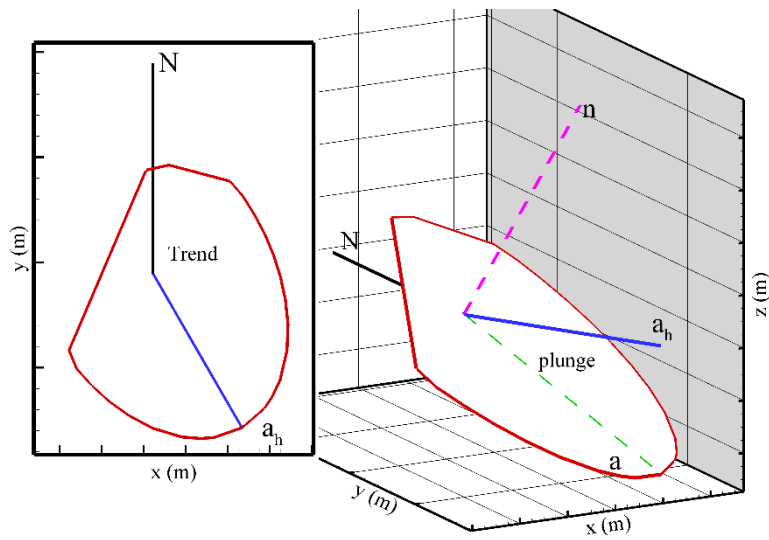 N
Trend
y (m)
a_h
x (m)
n
N
a_h
plunge
a
z (m)
y (m)
x (m)